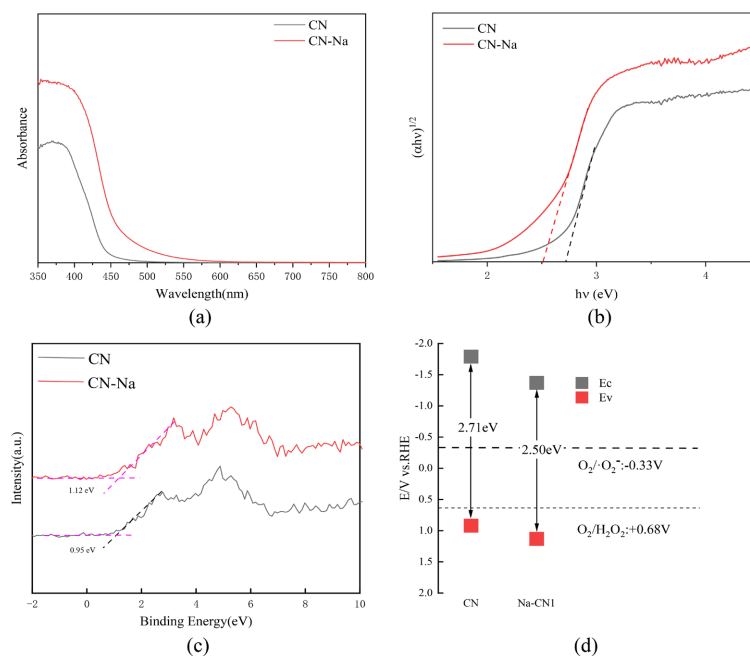 CN
CN-Na
Absorbance
350 400 450 500 550 600 650 700 750 800
Wavelength(nm)
(a)
CN
CN-Na
(αhν)1/2
2 3 4
hν (eV)
(b)
CN
CN-Na
Intensity(a.u.)
1.12 eV
0.95 eV
-2 0 2 4 6 8 10
Binding Energy(eV)
(c)
E/V vs.RHE
-2.0
-1.5
-1.0
-0.5
0.0
0.5
1.0
1.5
2.0
Ec
Ev
2.71eV
2.50eV
O₂/·O₂⁻:-0.33V
O₂/H₂O₂:+0.68V
CN Na-CN1
(d)